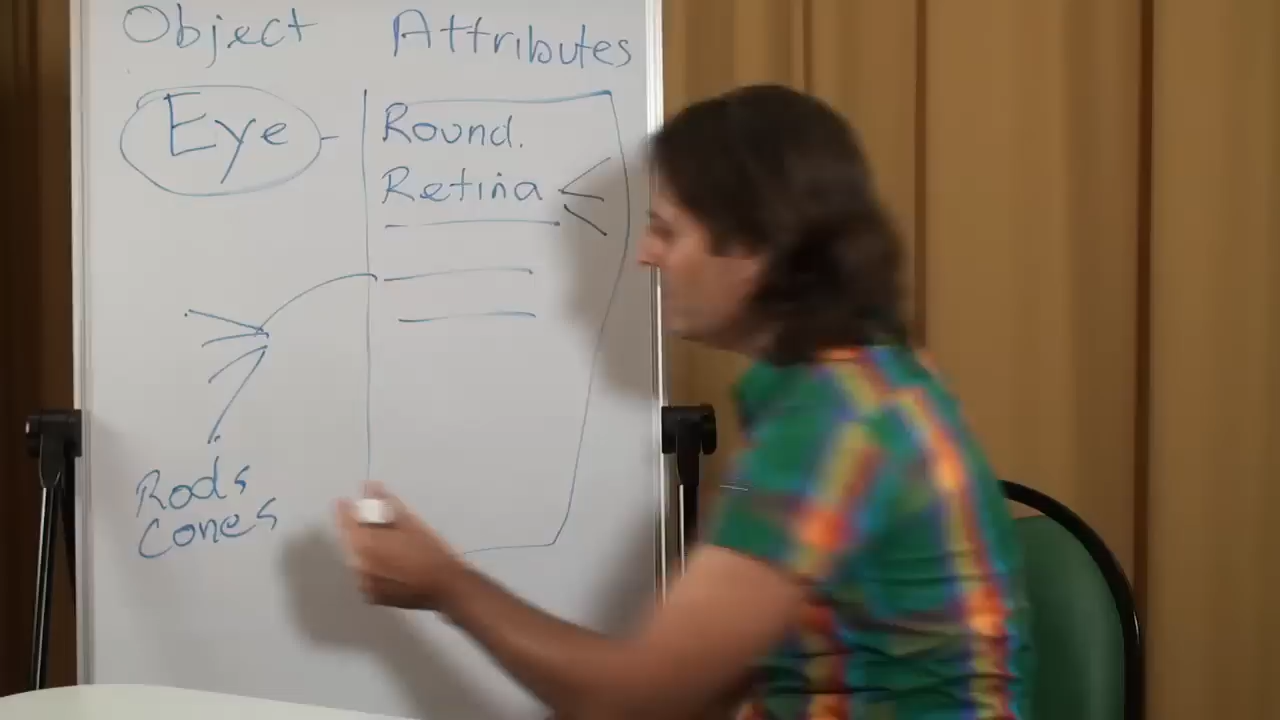 Object Attributes
Eye
Round.
Retina
Rods
Cones